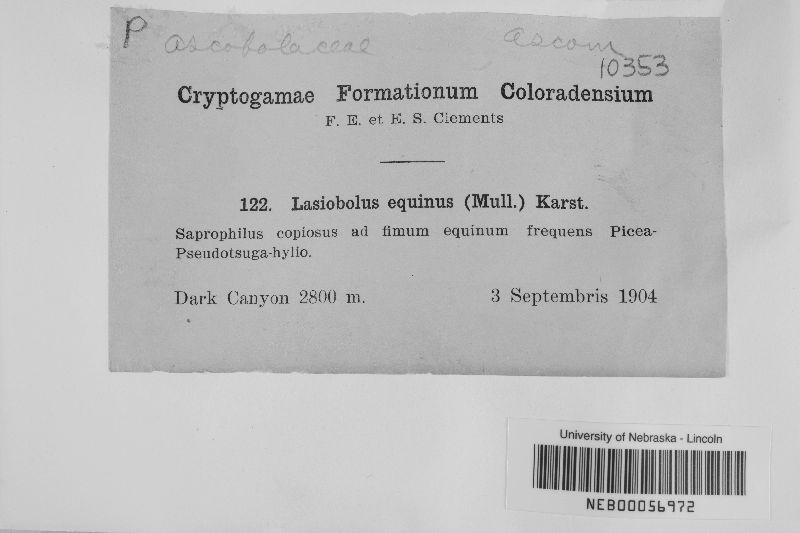 P ascobolaceae ascom
10353
Cryptogamae Formationum Coloradensium
F. E. et E. S. Clements
122. Lasiobolus equinus (Mull.) Karst.
Saprophilus copiosus ad fimum equinum frequens Picea-
Pseudotsuga-hylio.
Dark Canyon 2800 m. 3 Septembris 1904
University of Nebraska - Lincoln
NEB00056972